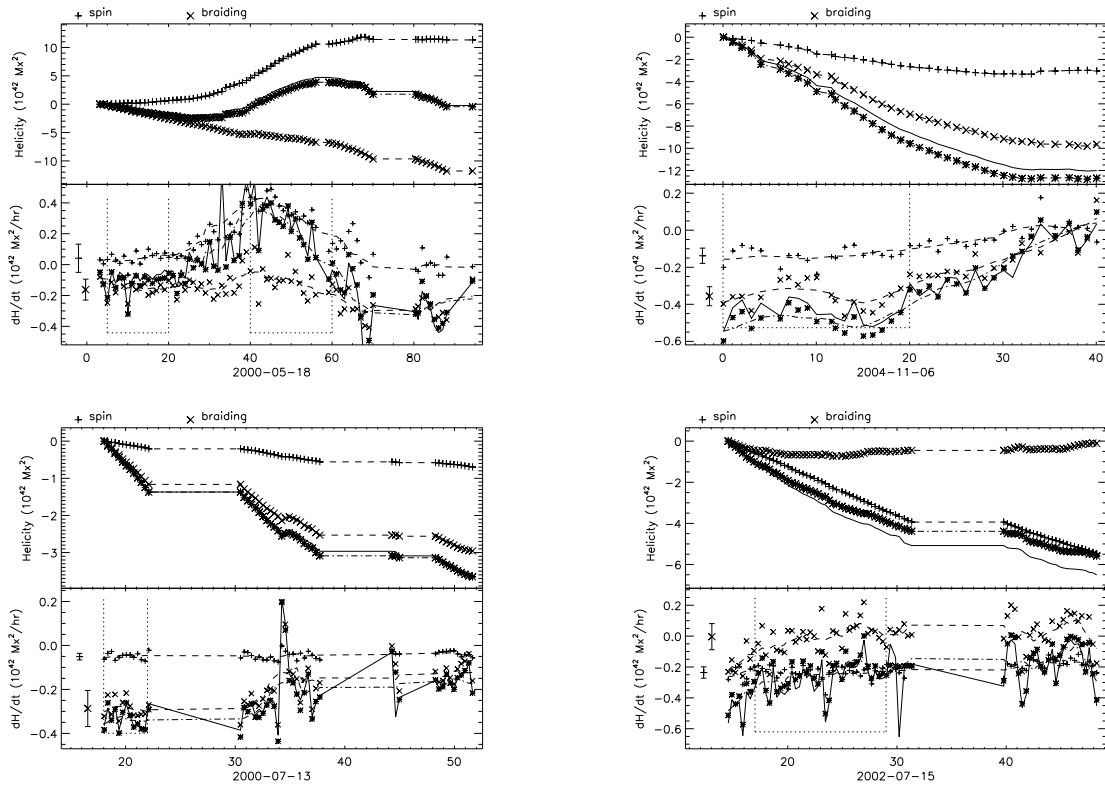 + spin × braiding
Helicity (10⁴² Mx²)
10
5
0
−5
−10
dH/dt (10⁴² Mx²/hr)
0.4
0.2
0.0
−0.2
−0.4
0 20 40 60 80
2000−05−18
+ spin × braiding
Helicity (10⁴² Mx²)
0
−2
−4
−6
−8
−10
−12
dH/dt (10⁴² Mx²/hr)
0.2
0.0
−0.2
−0.4
−0.6
0 10 20 30 40
2004−11−06
+ spin × braiding
Helicity (10⁴² Mx²)
0
−1
−2
−3
dH/dt (10⁴² Mx²/hr)
0.2
0.0
−0.2
−0.4
20 30 40 50
2000−07−13
+ spin × braiding
Helicity (10⁴² Mx²)
0
−2
−4
−6
dH/dt (10⁴² Mx²/hr)
0.2
0.0
−0.2
−0.4
−0.6
20 30 40
2002−07−15